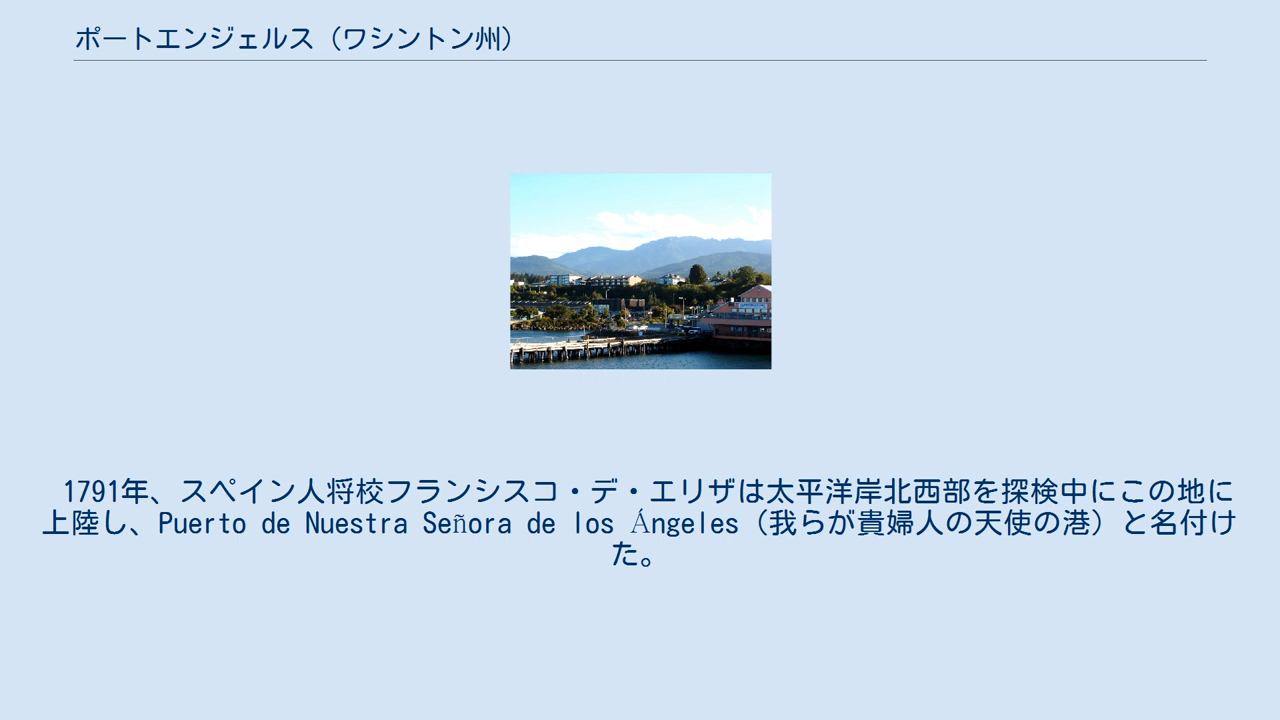 ポートエンジェルス（ワシントン州）
1791年、スペイン人将校フランシスコ・デ・エリザは太平洋岸北西部を探検中にこの地に
上陸し、Puerto de Nuestra Señora de los Ángeles（我らが貴婦人の天使の港）と名付け
た。